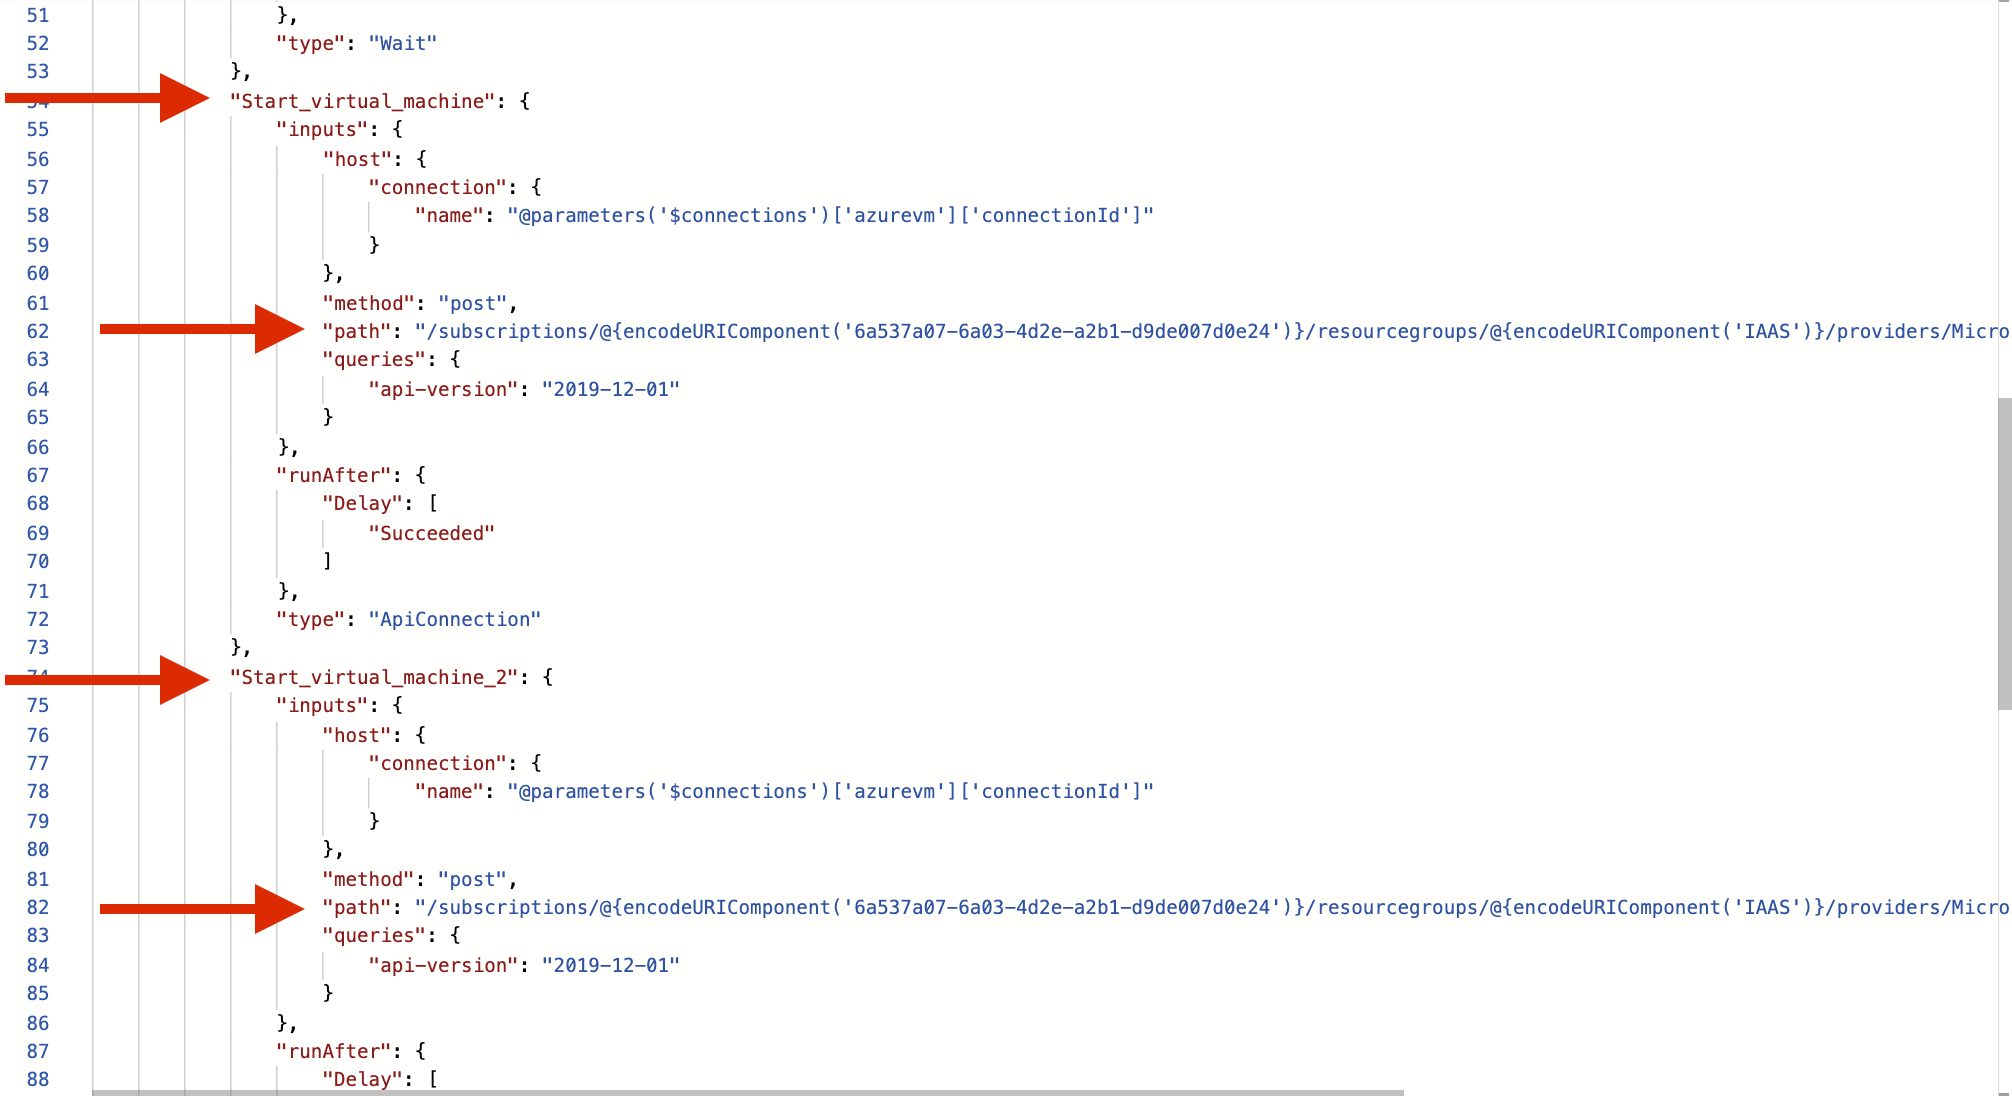 51 },
52 "type": "Wait"
53 },
54 "Start_virtual_machine": {
55 "inputs": {
56 "host": {
57 "connection": {
58 "name": "@parameters('$connections')['azurevm']['connectionId']"
59 }
60 },
61 "method": "post",
62 "path": "/subscriptions/@{encodeURIComponent('6a537a07-6a03-4d2e-a2b1-d9de007d0e24')}/resourcegroups/@{encodeURIComponent('IAAS')}/providers/Micro
63 "queries": {
64 "api-version": "2019-12-01"
65 }
66 },
67 "runAfter": {
68 "Delay": [
69 "Succeeded"
70 ]
71 },
72 "type": "ApiConnection"
73 },
74 "Start_virtual_machine_2": {
75 "inputs": {
76 "host": {
77 "connection": {
78 "name": "@parameters('$connections')['azurevm']['connectionId']"
79 }
80 },
81 "method": "post",
82 "path": "/subscriptions/@{encodeURIComponent('6a537a07-6a03-4d2e-a2b1-d9de007d0e24')}/resourcegroups/@{encodeURIComponent('IAAS')}/providers/Micro
83 "queries": {
84 "api-version": "2019-12-01"
85 }
86 },
87 "runAfter": {
88 "Delay": [